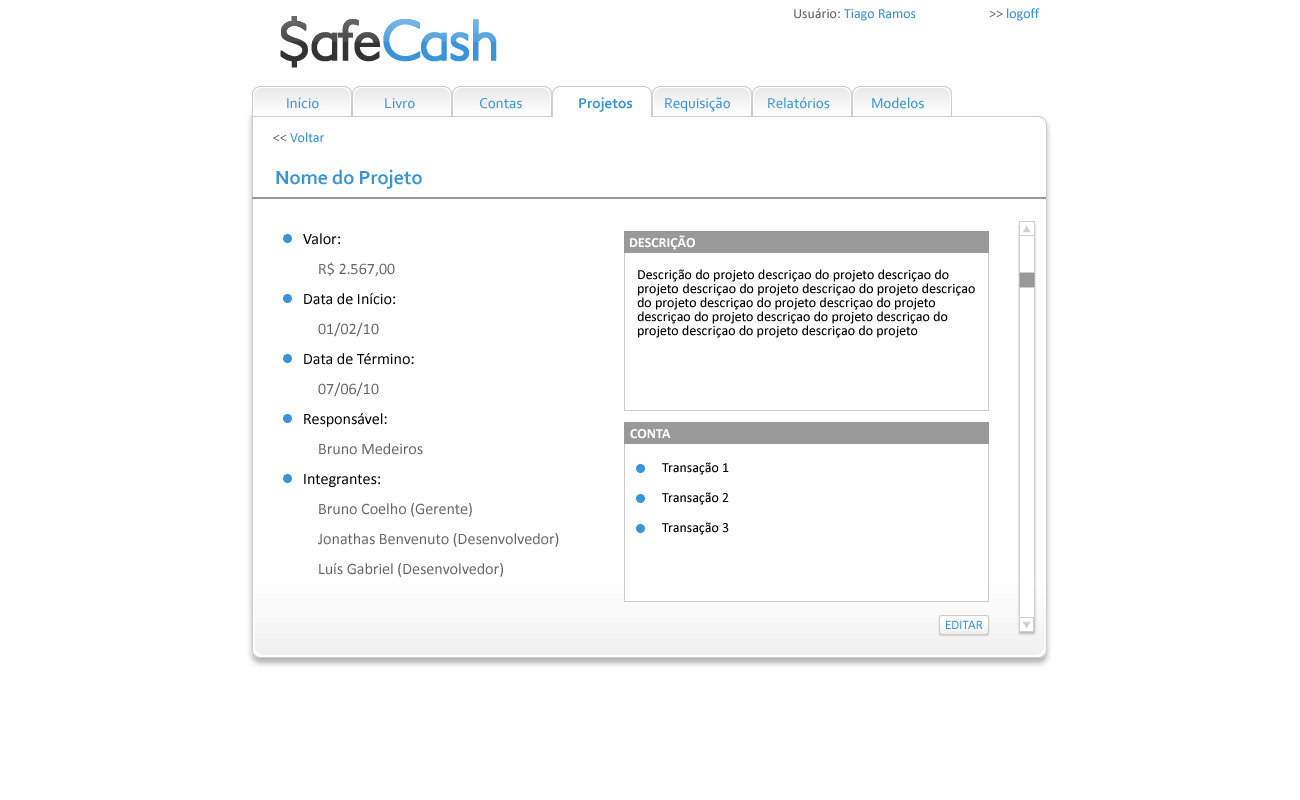 Usuário: Tiago Ramos
>> logoff
$afeCash
Início
Livro
Contas
Projetos
Requisição
Relatórios
Modelos
<< Voltar
Nome do Projeto
Valor:
R$ 2.567,00
Data de Início:
01/02/10
Data de Término:
07/06/10
Responsável:
Bruno Medeiros
Integrantes:
Bruno Coelho (Gerente)
Jonathas Benvenuto (Desenvolvedor)
Luís Gabriel (Desenvolvedor)
DESCRIÇÃO
Descrição do projeto descriçao do projeto descriçao do
projeto descriçao do projeto descriçao do projeto descriçao
do projeto descriçao do projeto descriçao do projeto
descriçao do projeto descriçao do projeto descriçao do
projeto descriçao do projeto descriçao do projeto
CONTA
Transação 1
Transação 2
Transação 3
EDITAR